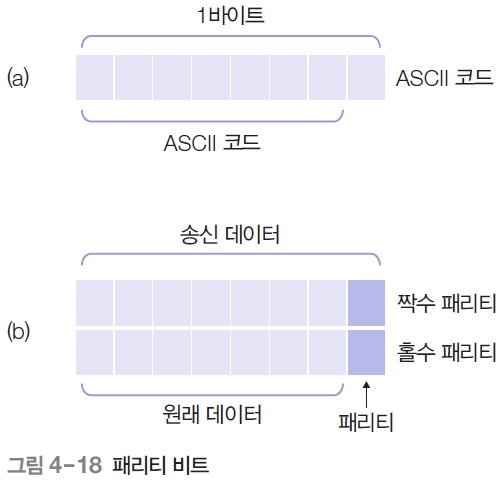 1바이트
(a)
ASCII 코드
ASCII 코드
송신 데이터
짝수 패리티
(b)
홀수 패리티
원래 데이터
패리티
그림 4-18 패리티 비트